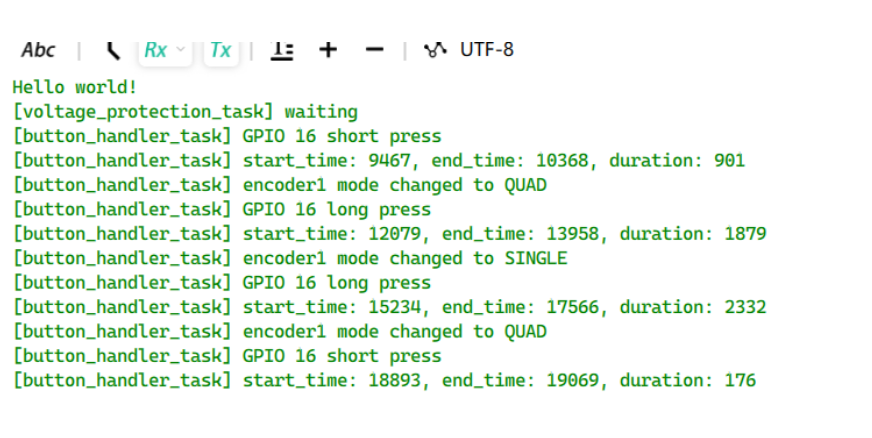 Abc Rx Tx UTF-8
Hello world!
[voltage_protection_task] waiting
[button_handler_task] GPIO 16 short press
[button_handler_task] start_time: 9467, end_time: 10368, duration: 901
[button_handler_task] encoder1 mode changed to QUAD
[button_handler_task] GPIO 16 long press
[button_handler_task] start_time: 12079, end_time: 13958, duration: 1879
[button_handler_task] encoder1 mode changed to SINGLE
[button_handler_task] GPIO 16 long press
[button_handler_task] start_time: 15234, end_time: 17566, duration: 2332
[button_handler_task] encoder1 mode changed to QUAD
[button_handler_task] GPIO 16 short press
[button_handler_task] start_time: 18893, end_time: 19069, duration: 176